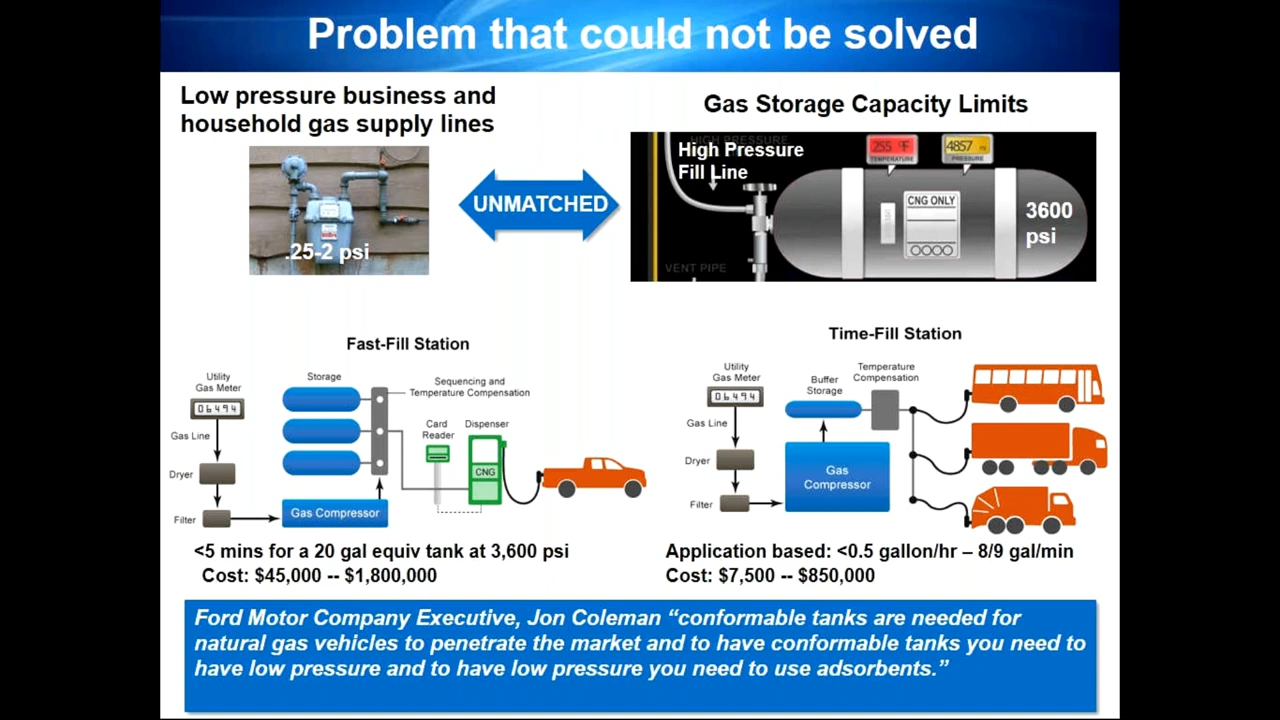 Problem that could not be solved
Low pressure business and
household gas supply lines
.25-2 psi
UNMATCHED
Gas Storage Capacity Limits
HIGH PRESSURE
High Pressure
Fill Line
255 °F
TEMPERATURE
4857
PRESSURE
CNG ONLY
3600
psi
VENT PIPE
Fast-Fill Station
Utility
Gas Meter
06494
Gas Line
Dryer
Filter
Storage
Gas Compressor
Sequencing and
Temperature Compensation
Card
Reader
Dispenser
CNG
<5 mins for a 20 gal equiv tank at 3,600 psi
Cost: $45,000 -- $1,800,000
Time-Fill Station
Utility
Gas Meter
06494
Gas Line
Dryer
Filter
Buffer
Storage
Gas
Compressor
Temperature
Compensation
Application based: <0.5 gallon/hr – 8/9 gal/min
Cost: $7,500 -- $850,000
Ford Motor Company Executive, Jon Coleman “conformable tanks are needed for
natural gas vehicles to penetrate the market and to have conformable tanks you need to
have low pressure and to have low pressure you need to use adsorbents.”